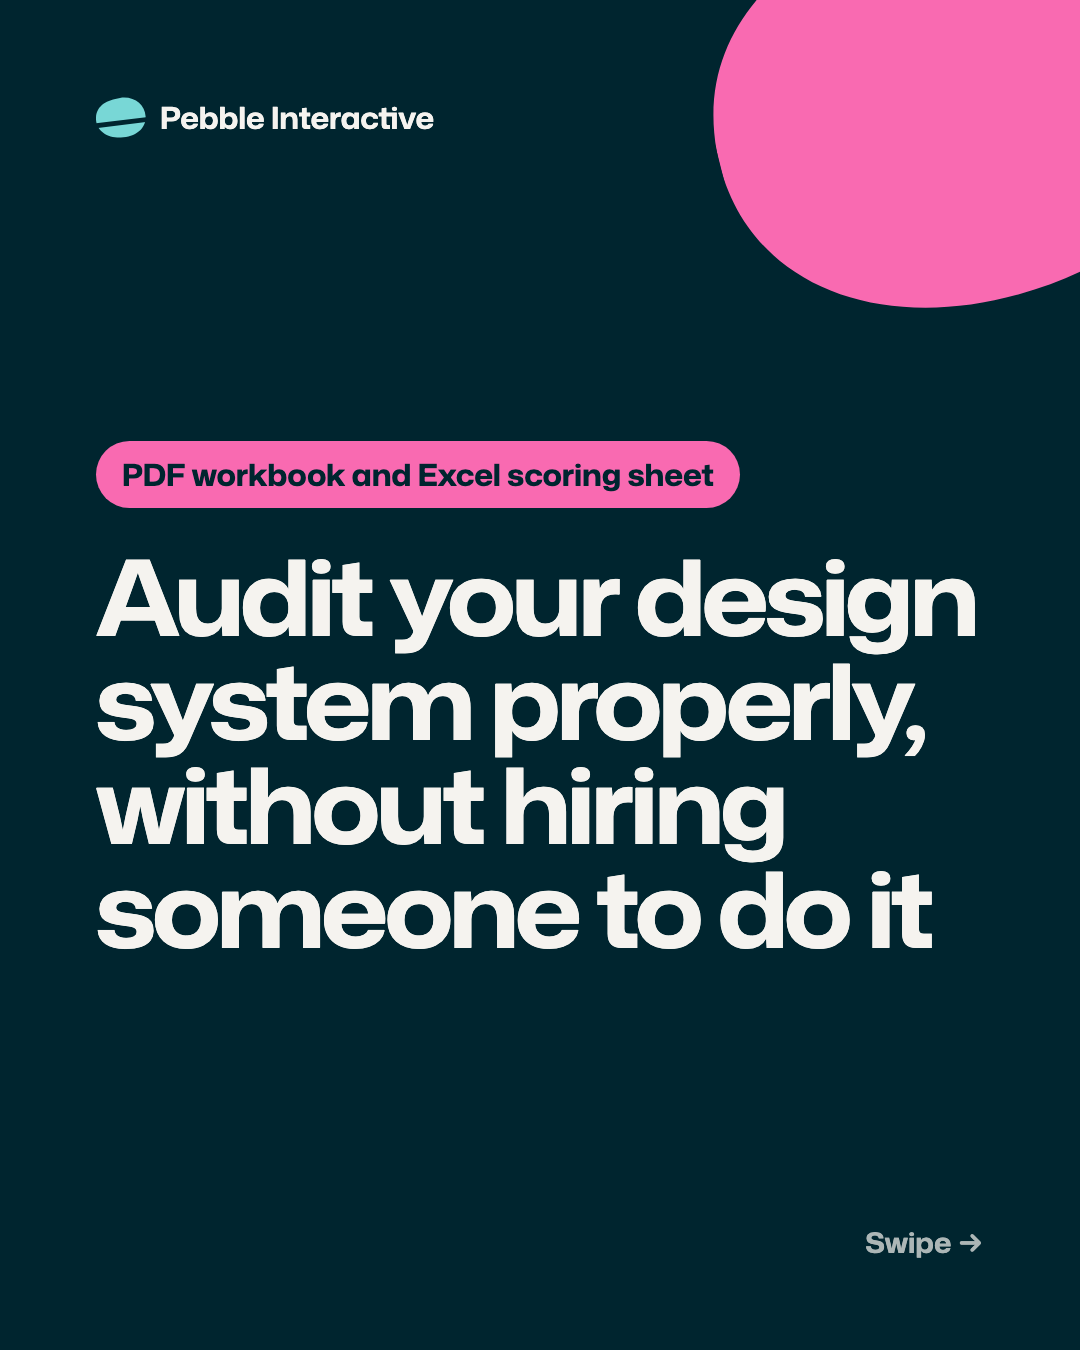 Pebble Interactive
PDF workbook and Excel scoring sheet
Audit your design
system properly,
without hiring
someone to do it
Swipe →